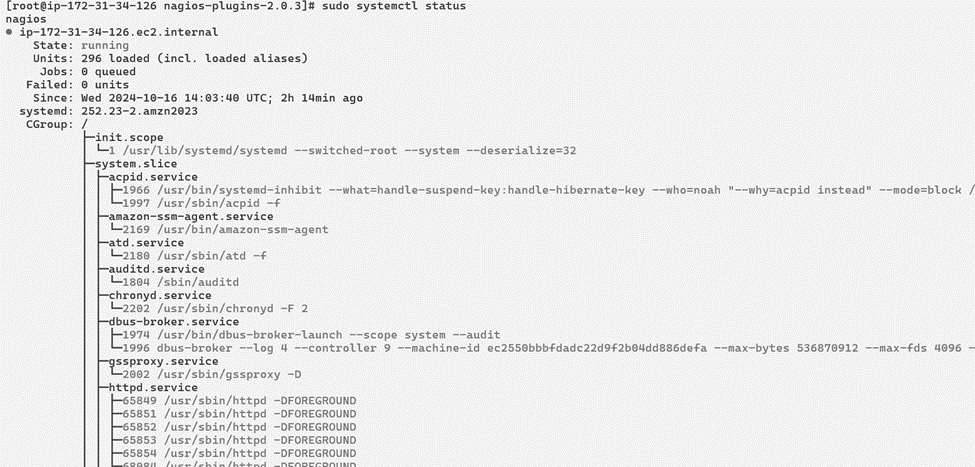 [root@ip-172-31-34-126 nagios-plugins-2.0.3]# sudo systemctl status
nagios
● ip-172-31-34-126.ec2.internal
State: running
Units: 296 loaded (incl. loaded aliases)
Jobs: 0 queued
Failed: 0 units
Since: Wed 2024-10-16 14:03:40 UTC; 2h 14min ago
systemd: 252.23-2.amzn2023
CGroup: /
├─init.scope
│ └─1 /usr/lib/systemd/systemd --switched-root --system --deserialize=32
├─system.slice
│ ├─acpid.service
│ │ ├─1966 /usr/bin/systemd-inhibit --what=handle-suspend-key:handle-hibernate-key --who=noah "--why=acpid instead" --mode=block /
│ │ └─1997 /usr/sbin/acpid -f
│ ├─amazon-ssm-agent.service
│ │ └─2169 /usr/bin/amazon-ssm-agent
│ ├─atd.service
│ │ └─2180 /usr/sbin/atd -f
│ ├─auditd.service
│ │ └─1804 /sbin/auditd
│ ├─chronyd.service
│ │ └─2202 /usr/sbin/chronyd -F 2
│ ├─dbus-broker.service
│ │ ├─1974 /usr/bin/dbus-broker-launch --scope system --audit
│ │ └─1996 dbus-broker --log 4 --controller 9 --machine-id ec2550bbbfdadc22d9f2b04dd886defa --max-bytes 536870912 --max-fds 4096 -
│ ├─gssproxy.service
│ │ └─2002 /usr/sbin/gssproxy -D
│ ├─httpd.service
│ │ ├─65849 /usr/sbin/httpd -DFOREGROUND
│ │ ├─65851 /usr/sbin/httpd -DFOREGROUND
│ │ ├─65852 /usr/sbin/httpd -DFOREGROUND
│ │ ├─65853 /usr/sbin/httpd -DFOREGROUND
│ │ ├─65854 /usr/sbin/httpd -DFOREGROUND
│ │ ├─ /usr/sbin/httpd -DFOREGROUND